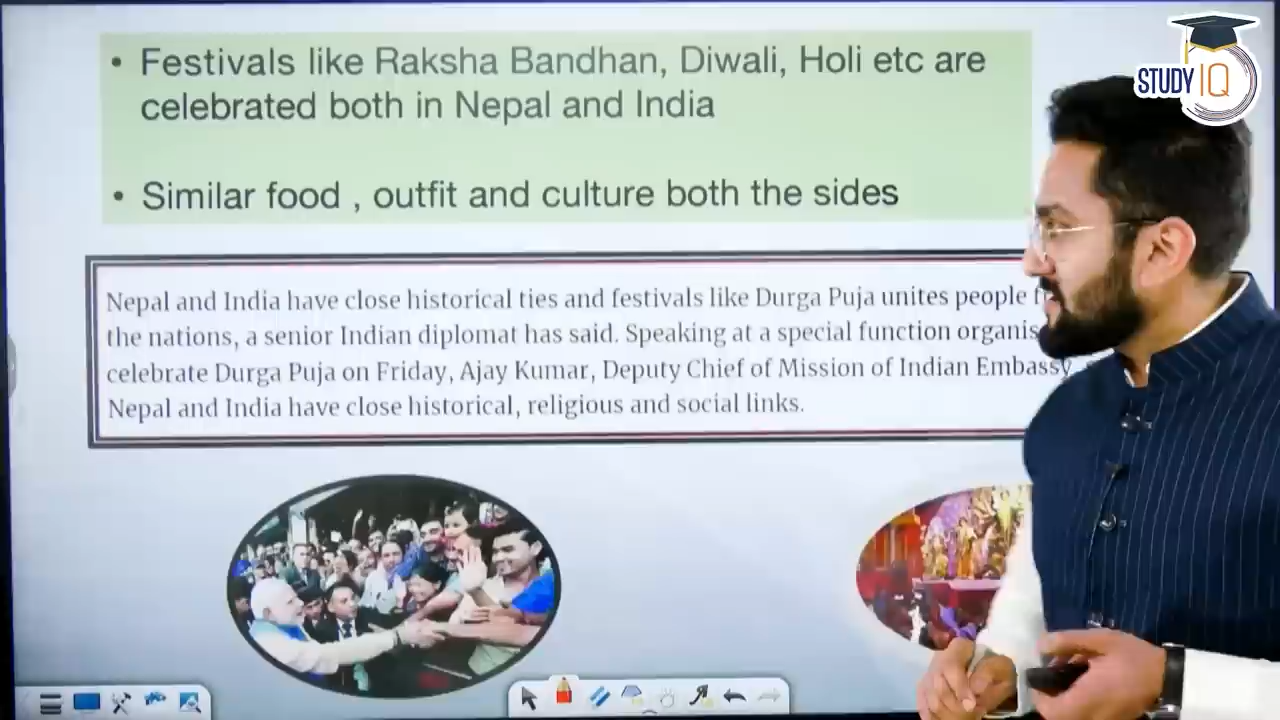 • Festivals like Raksha Bandhan, Diwali, Holi etc are
celebrated both in Nepal and India
• Similar food , outfit and culture both the sides
Nepal and India have close historical ties and festivals like Durga Puja unites people
the nations, a senior Indian diplomat has said. Speaking at a special function
celebrate Durga Puja on Friday, Ajay Kumar, Deputy Chief of Mission of Indian Embassy
Nepal and India have close historical, religious and social links.
STUDY IQ